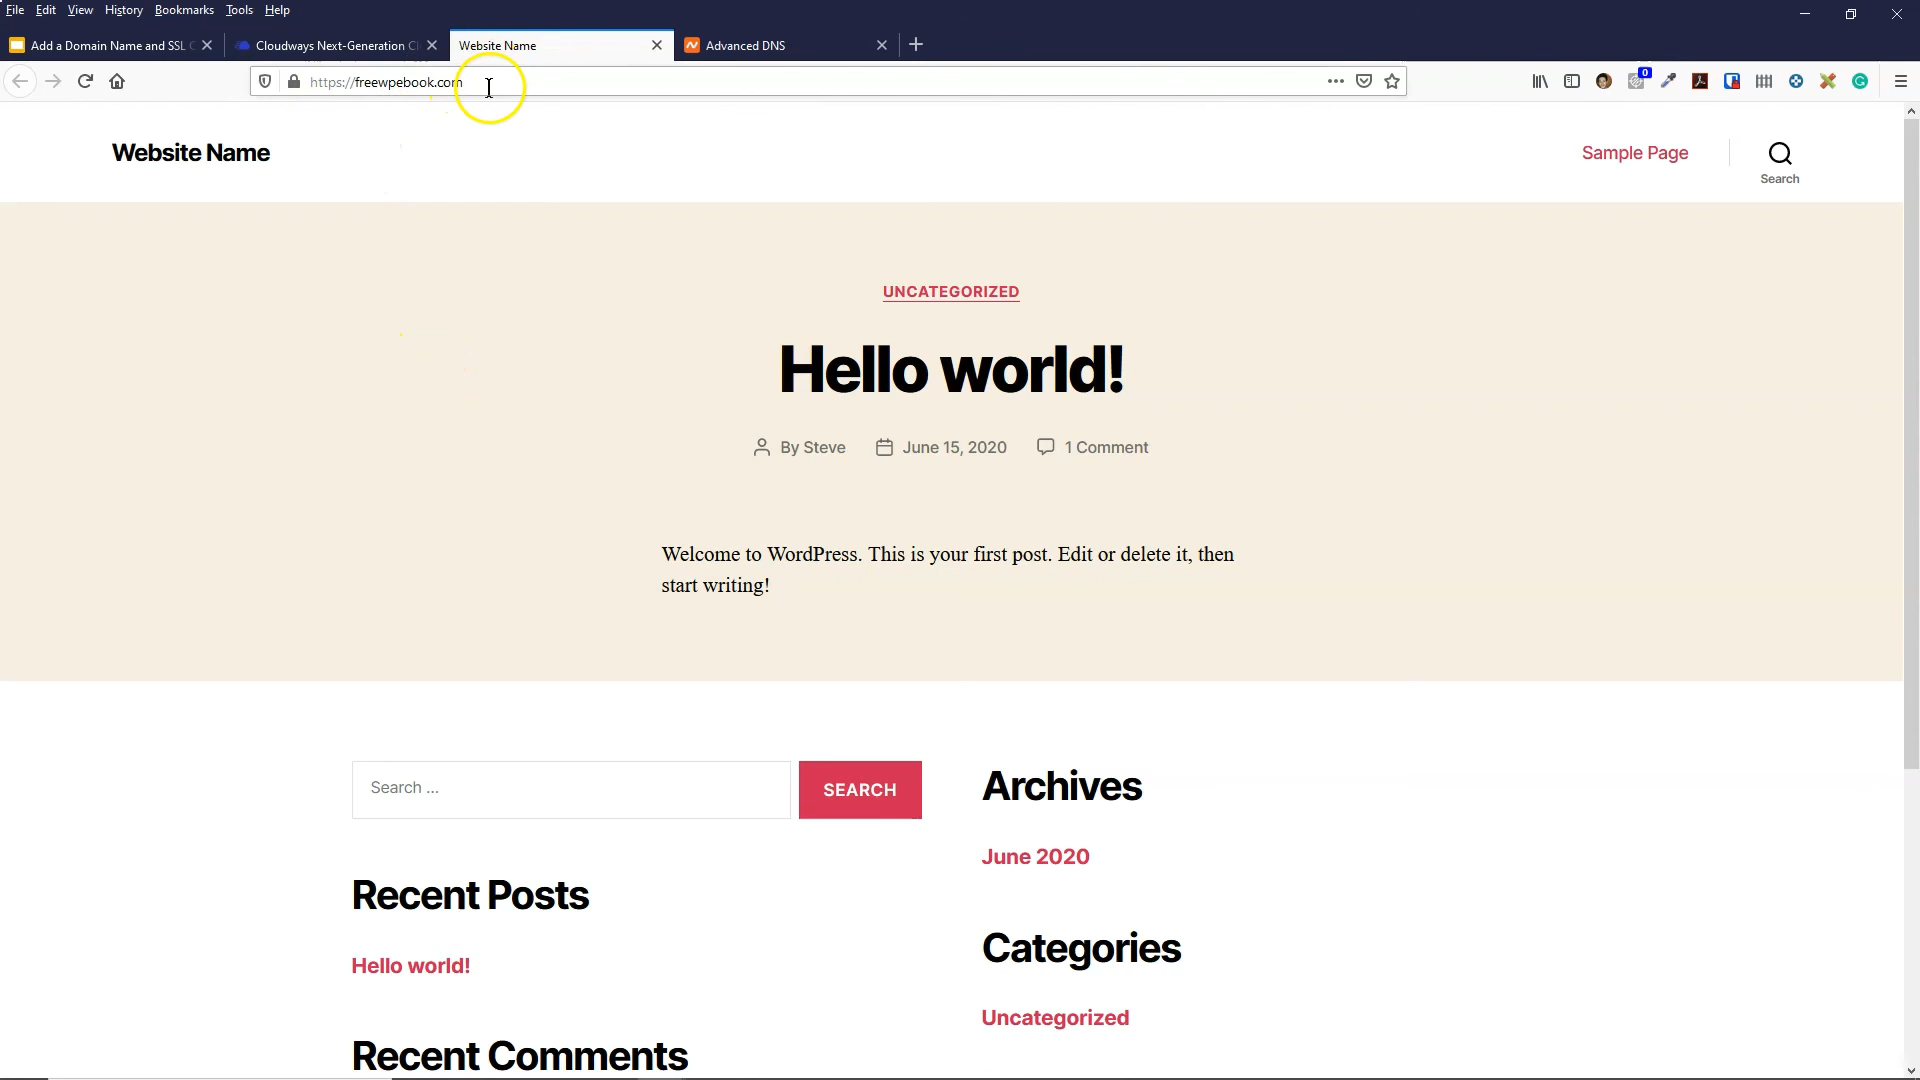 File Edit View History Bookmarks Tools Help
Add a Domain Name and SSL C
Cloudways Next-Generation Cl
Website Name
Advanced DNS
https://freewpebook.com
0
Website Name
Sample Page
Search
UNCATEGORIZED
Hello world!
By Steve June 15, 2020 1 Comment
Welcome to WordPress. This is your first post. Edit or delete it, then
start writing!
Search ...
SEARCH
Archives
June 2020
Recent Posts
Categories
Hello world!
Uncategorized
Recent Comments